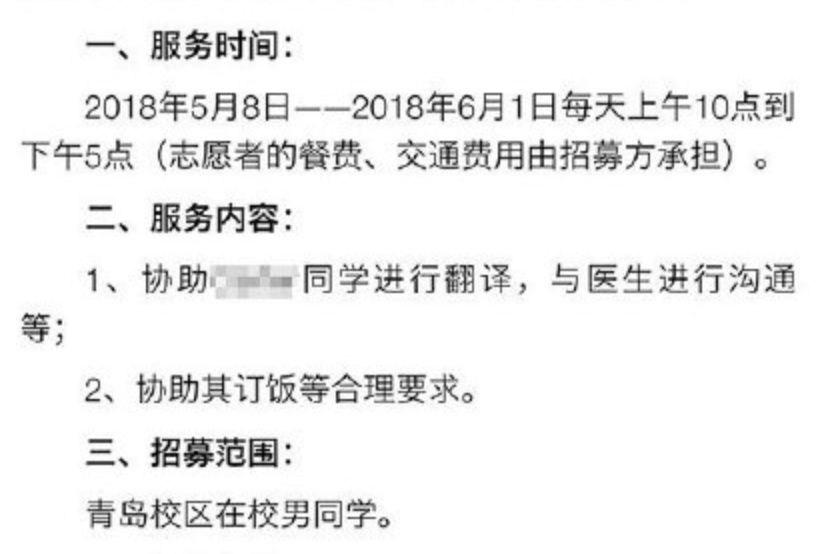 一、服务时间：
2018年5月8日——2018年6月1日每天上午10点到
下午5点（志愿者的餐费、交通费用由招募方承担）。
二、服务内容：
1、协助同学进行翻译，与医生进行沟通
等；
2、协助其订饭等合理要求。
三、招募范围：
青岛校区在校男同学。